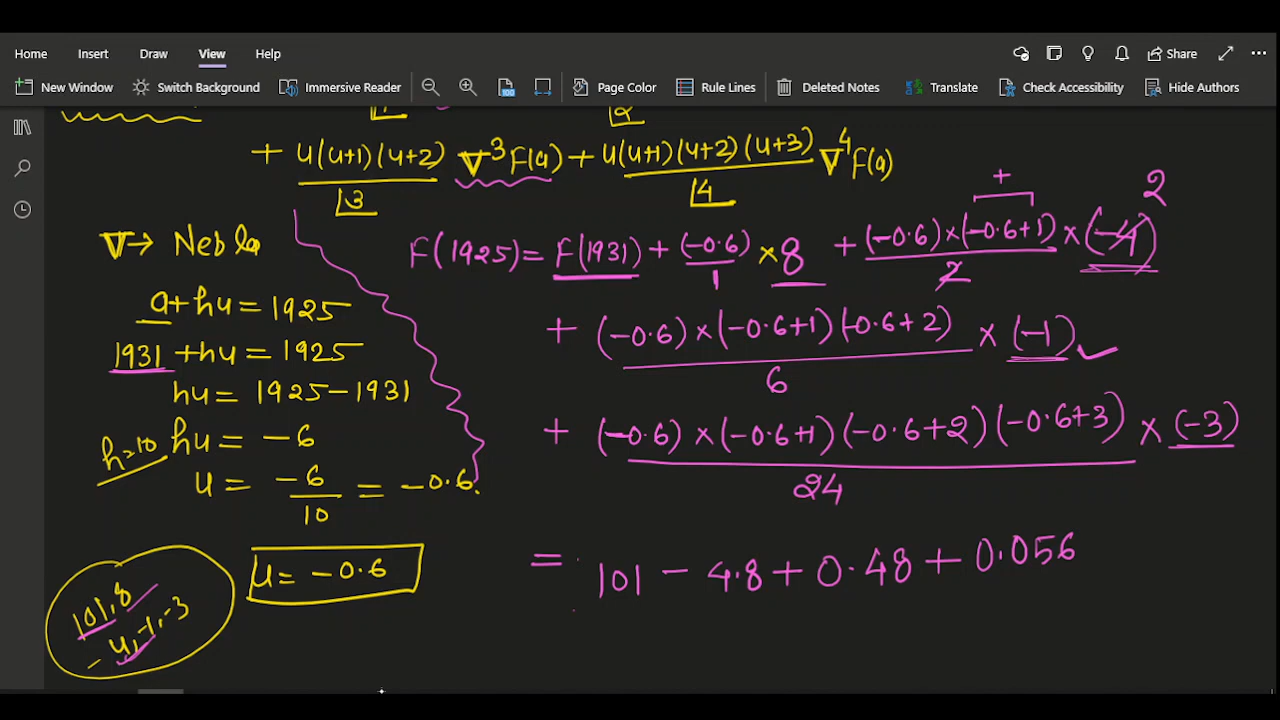 Home Insert Draw View Help Share
New Window Switch Background Immersive Reader 100 Page Color Rule Lines Deleted Notes Translate Check Accessibility Hide Authors
+ u(u+1)(u+2)/⌊3 ∇³F(a) + u(u+1)(u+2)(u+3)/⌊4 ∇⁴F(a)
∇→ Nebla
a+hu = 1925
1931 + hu = 1925
hu = 1925-1931
h=10 hu = -6
u = -6/10 = -0.6.
u = -0.6
101, 8
-4, -1, -3
F(1925) = F(1931) + (-0.6)/1 × 8 + (-0.6)×(-0.6+1)/2 × (-4) 2
+
+ (-0.6)×(-0.6+1)(-0.6+2)/6 × (-1)
+ (-0.6)×(-0.6+1)(-0.6+2)(-0.6+3)/24 × (-3)
= 101 - 4.8 + 0.48 + 0.056